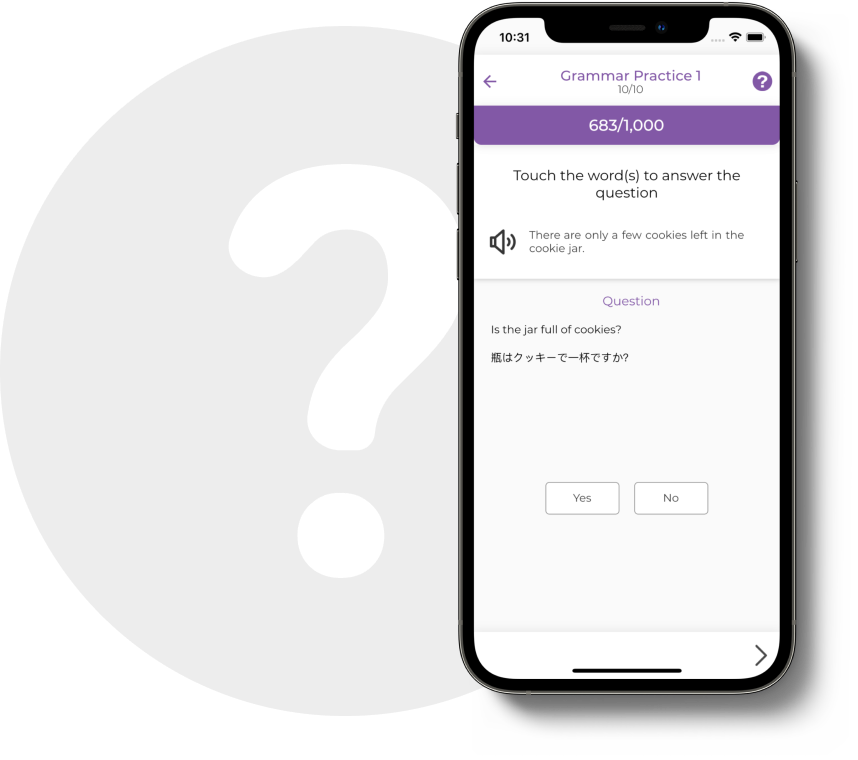 10:31
Grammar Practice 1
10/10
683/1,000
Touch the word(s) to answer the
question
There are only a few cookies left in the
cookie jar.
Question
Is the jar full of cookies?
瓶はクッキーで一杯ですか?
Yes
No